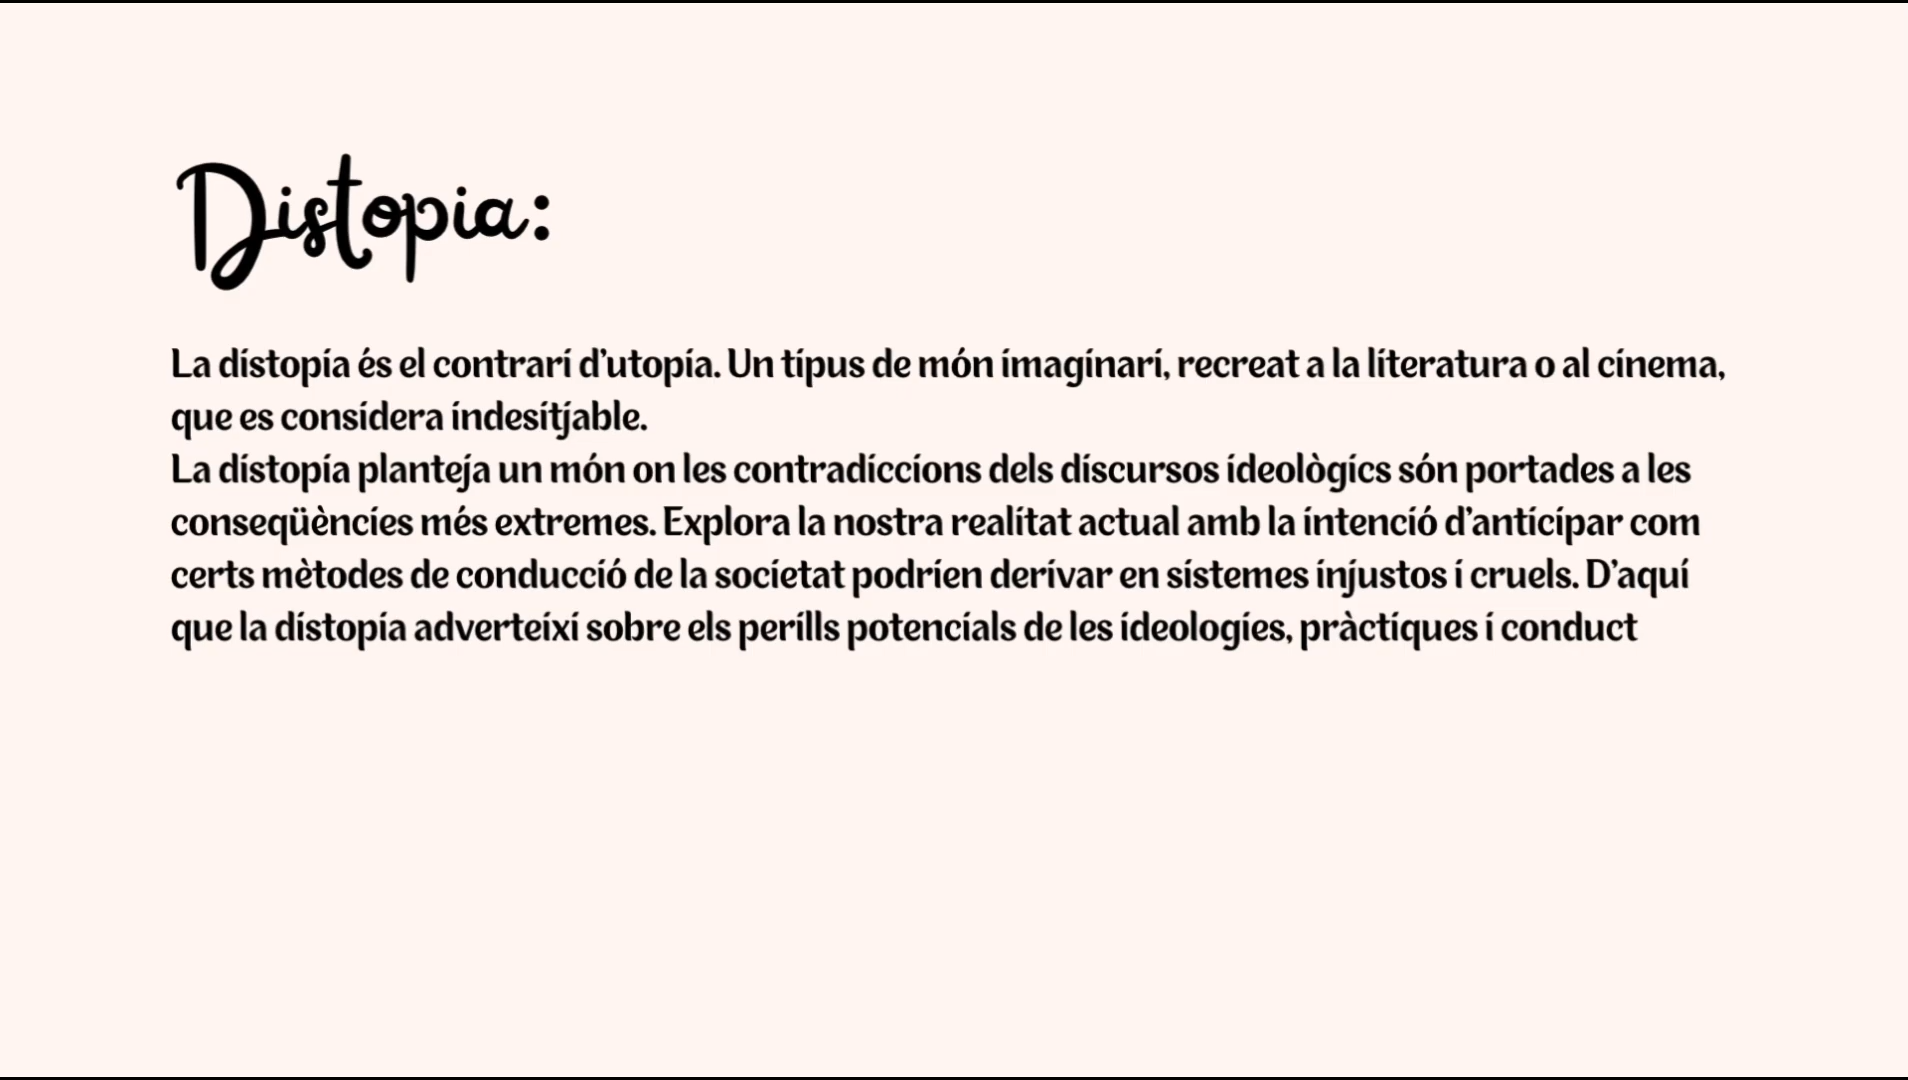 Distopia:
La distopia és el contrari d’utopia. Un tipus de món imaginari, recreat a la literatura o al cinema,
que es considera indesitjable.
La distopia planteja un món on les contradiccions dels discursos ideològics són portades a les
conseqüències més extremes. Explora la nostra realitat actual amb la intenció d’anticipar com
certs mètodes de conducció de la societat podrien derivar en sistemes injustos i cruels. D’aquí
que la distopia adverteixi sobre els perills potencials de les ideologies, pràctiques i conduct